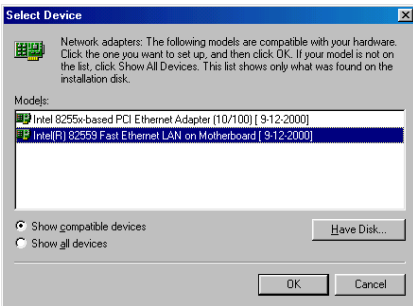 Select Device
Network adapters: The following models are compatible with your hardware.
Click the one you want to set up, and then click OK. If your model is not on
the list, click Show All Devices. This list shows only what was found on the
installation disk.
Models:
Intel 8255x-based PCI Ethernet Adapter (10/100) [ 9-12-2000]
Intel(R) 82559 Fast Ethernet LAN on Motherboard [ 9-12-2000]
Show compatible devices
Show all devices
Have Disk...
OK
Cancel